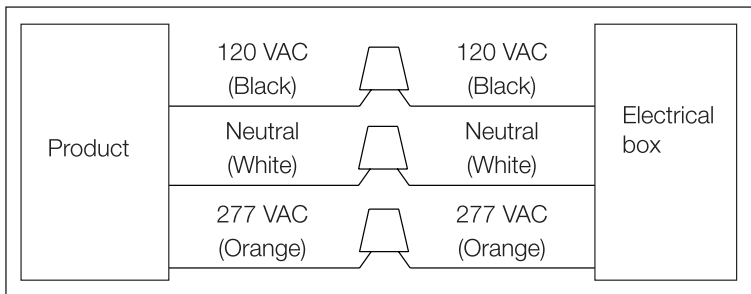 Product
120 VAC
(Black)
120 VAC
(Black)
Neutral
(White)
Neutral
(White)
277 VAC
(Orange)
277 VAC
(Orange)
Electrical
box